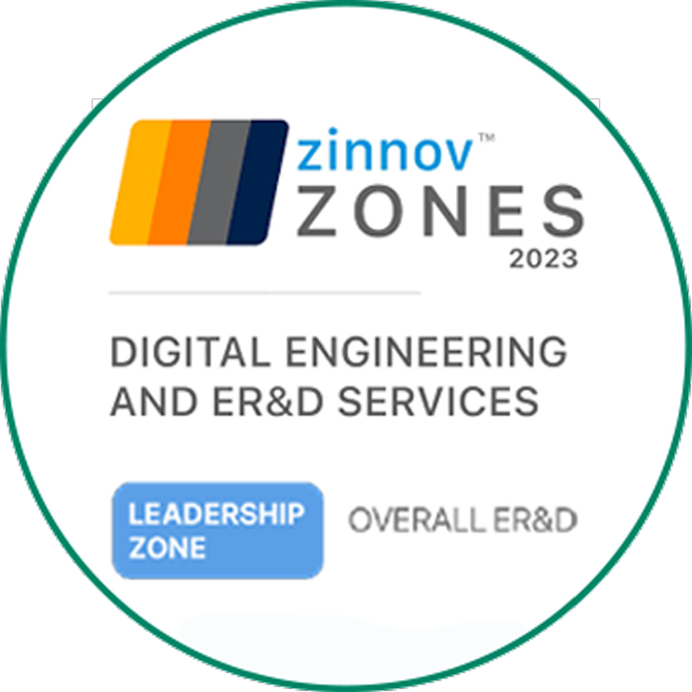 zinnov™
ZONES
2023
DIGITAL ENGINEERING
AND ER&D SERVICES
LEADERSHIP
ZONE
OVERALL ER&D